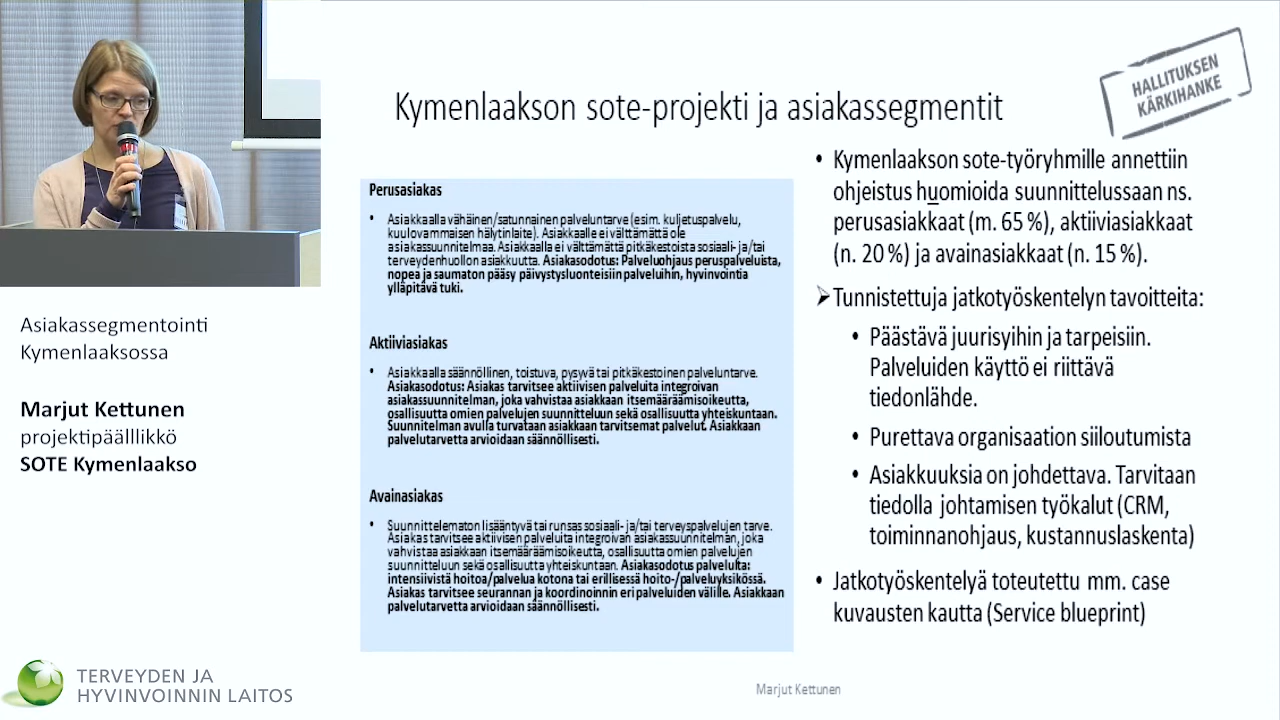 Kymenlaakson sote-projekti ja asiakassegmentit
HALLITUKSEN
KÄRKIHANKE
Perusasiakas
• Asiakkaalla vähäinen/satunnainen palveluntarve (esim. kuljetuspalvelu,
kuulovammaisen hälytinlaite). Asiakkaalle ei välttämättä ole
asiakassuunnitelmaa. Asiakkaalla ei välttämättä pitkäkestoista sosiaali- ja/tai
terveydenhuollon asiakkuutta. Asiakasodotus: Palveluohjaus peruspalveluista,
nopea ja saumaton pääsy päivystysluonteisiin palveluihin, hyvinvointia
ylläpitävä tuki.
Aktiiviasiakas
• Asiakkaalla säännöllinen, toistuva, pysyvä tai pitkäkestoinen palveluntarve.
Asiakasodotus: Asiakas tarvitsee aktiivisen palveluita integroivan
asiakassuunnitelman, joka vahvistaa asiakkaan itsemääräämisoikeutta,
osallisuutta omien palvelujen suunnitteluun sekä osallisuutta yhteiskuntaan.
Suunnitelman avulla turvataan asiakkaan tarvitsemat palvelut. Asiakkaan
palvelutarvetta arvioidaan säännöllisesti.
Avainasiakas
• Suunnittelematon lisääntyvä tai runsas sosiaali- ja/tai terveyspalvelujen tarve.
Asiakas tarvitsee aktiivisen palveluita integroivan asiakassuunnitelman, joka
vahvistaa asiakkaan itsemääräämisoikeutta, osallisuutta omien palvelujen
suunnitteluun sekä osallisuutta yhteiskuntaan. Asiakasodotus palveluita:
intensiivistä hoitoa/palvelua kotona tai erillisessä hoito-/palveluyksikössä.
Asiakas tarvitsee seurannan ja koordinoinnin eri palveluiden välille. Asiakkaan
palvelutarvetta arvioidaan säännöllisesti.
• Kymenlaakson sote-työryhmille annettiin
ohjeistus huomioida suunnittelussaan ns.
perusasiakkaat (m. 65 %), aktiiviasiakkaat
(n. 20 %) ja avainasiakkaat (n. 15 %).
➢ Tunnistettuja jatkotyöskentelyn tavoitteita:
• Päästävä juurisyihin ja tarpeisiin.
Palveluiden käyttö ei riittävä
tiedonlähde.
• Purettava organisaation siiloutumista
• Asiakkuuksia on johdettava. Tarvitaan
tiedolla johtamisen työkalut (CRM,
toiminnanohjaus, kustannuslaskenta)
• Jatkotyöskentelyä toteutettu mm. case
kuvausten kautta (Service blueprint)
Marjut Kettunen
Asiakassegmentointi
Kymenlaaksossa
Marjut Kettunen
projektipäälllikkö
SOTE Kymenlaakso
TERVEYDEN JA
HYVINVOINNIN LAITOS